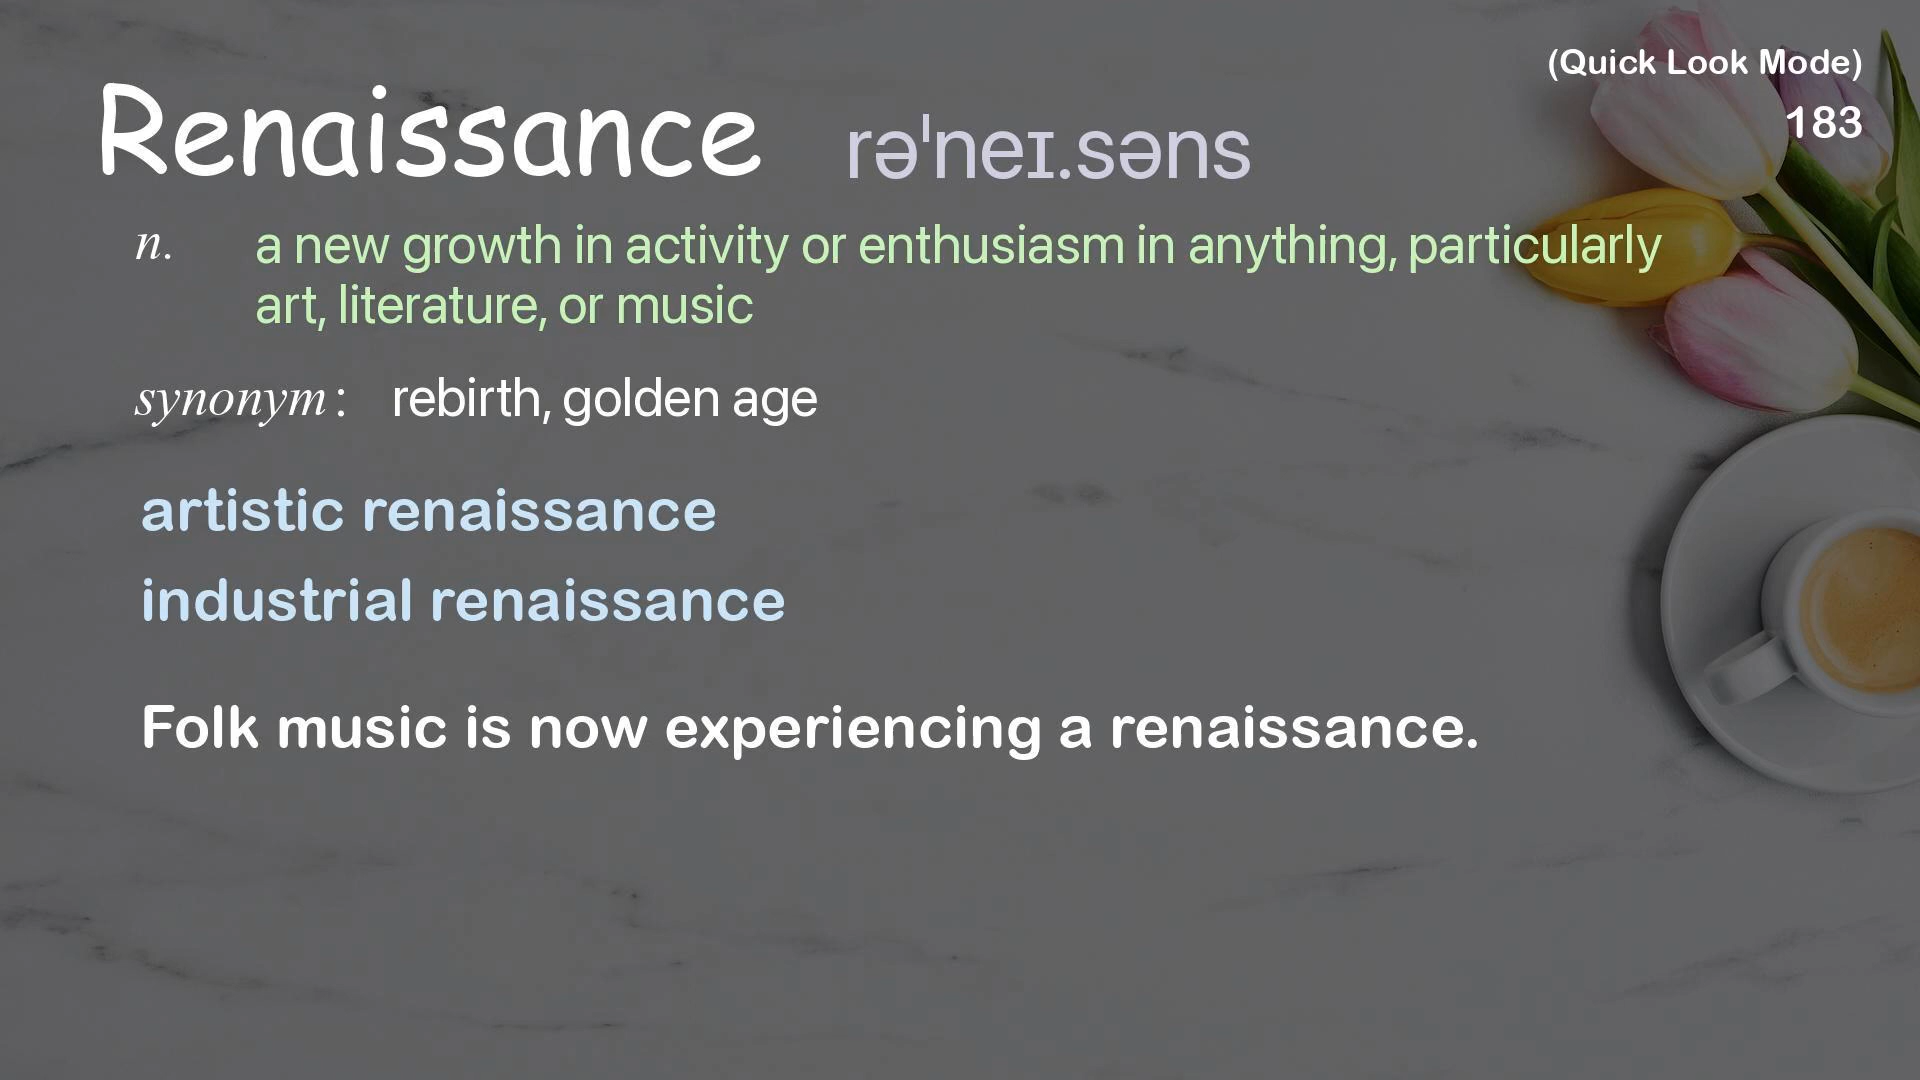 (Quick Look Mode)
Renaissance rəˈneɪ.səns
183
n. a new growth in activity or enthusiasm in anything, particularly
art, literature, or music
synonym: rebirth, golden age
artistic renaissance
industrial renaissance
Folk music is now experiencing a renaissance.